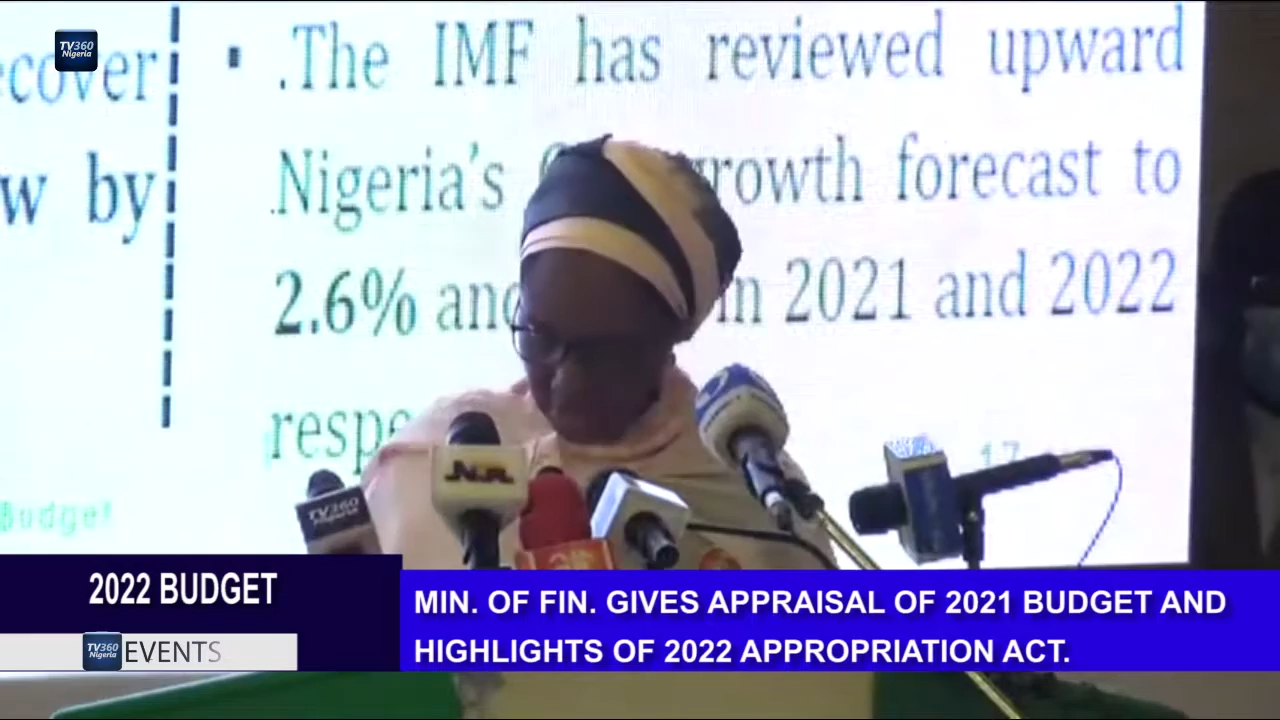 TV360
Nigeria
ecover
w by
.The IMF has reviewed upward
Nigeria's growth forecast to
2.6% and in 2021 and 2022
17
Budget
TV360
Nigeria
N.A.
2022 BUDGET
MIN. OF FIN. GIVES APPRAISAL OF 2021 BUDGET AND
HIGHLIGHTS OF 2022 APPROPRIATION ACT.
TV360
Nigeria
EVENTS